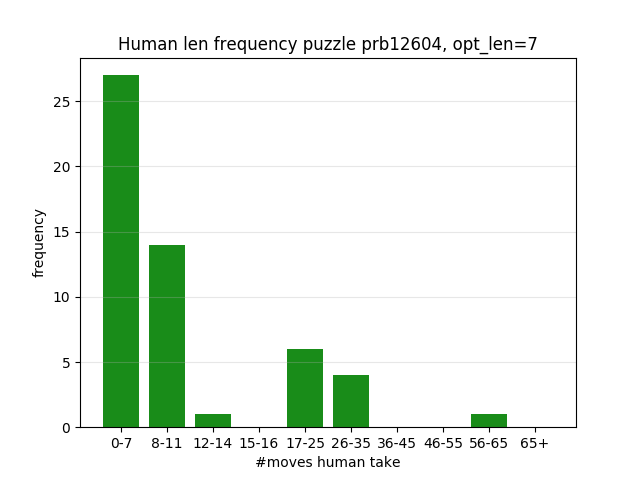 Human len frequency puzzle prb12604, opt_len=7
25
20
15
10
5
0
frequency
0-7 8-11 12-14 15-16 17-25 26-35 36-45 46-55 56-65 65+
#moves human take